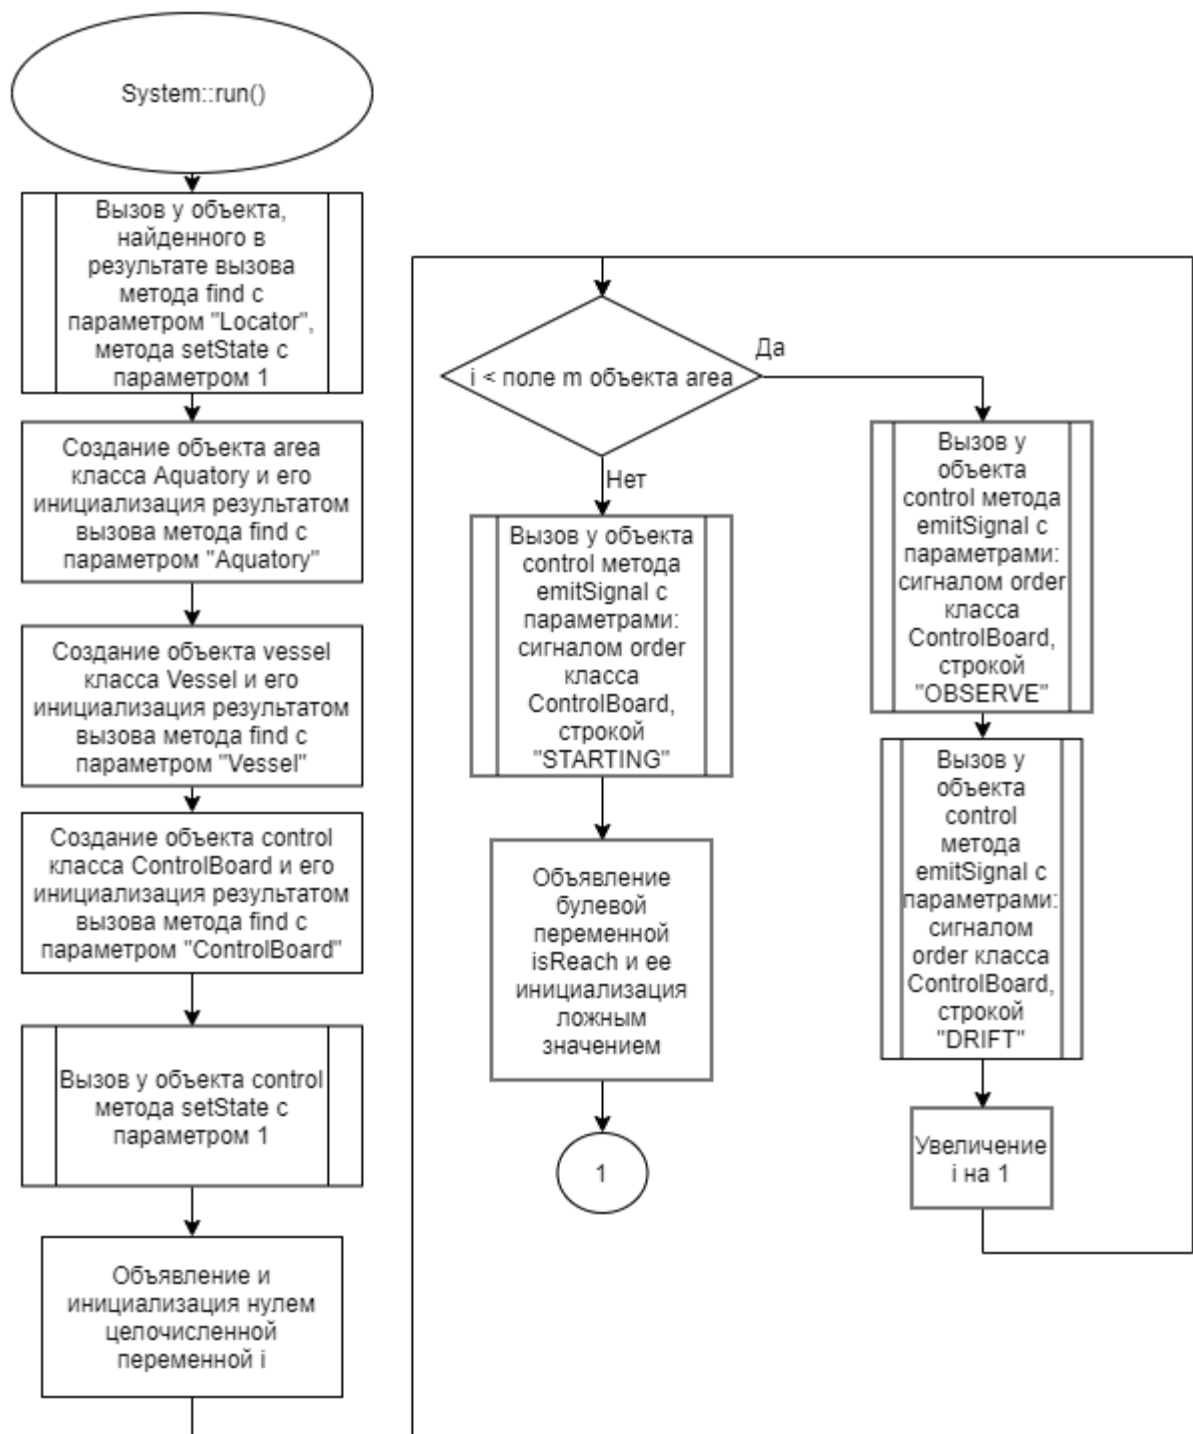 System::run()
Вызов у объекта,
найденного в
результате вызова
метода find с
параметром "Locator",
метода setState с
параметром 1
Создание объекта area
класса Aquatory и его
инициализация результатом
вызова метода find с
параметром "Aquatory"
Создание объекта vessel
класса Vessel и его
инициализация результатом
вызова метода find с
параметром "Vessel"
Создание объекта control
класса ControlBoard и его
инициализация результатом
вызова метода find с
параметром "ControlBoard"
Вызов у объекта control
метода setState с
параметром 1
Объявление и
инициализация нулем
целочисленной
переменной i
i < поле m объекта area
Да
Нет
Вызов у объекта
control метода
emitSignal с
параметрами:
сигналом order
класса
ControlBoard,
строкой
"STARTING"
Объявление
булевой
переменной
isReach и ее
инициализация
ложным
значением
1
Вызов у
объекта
control метода
emitSignal с
параметрами:
сигналом order
класса
ControlBoard,
строкой
"OBSERVE"
Вызов у
объекта
control
метода
emitSignal с
параметрами:
сигналом
order класса
ControlBoard,
строкой
"DRIFT"
Увеличение
i на 1